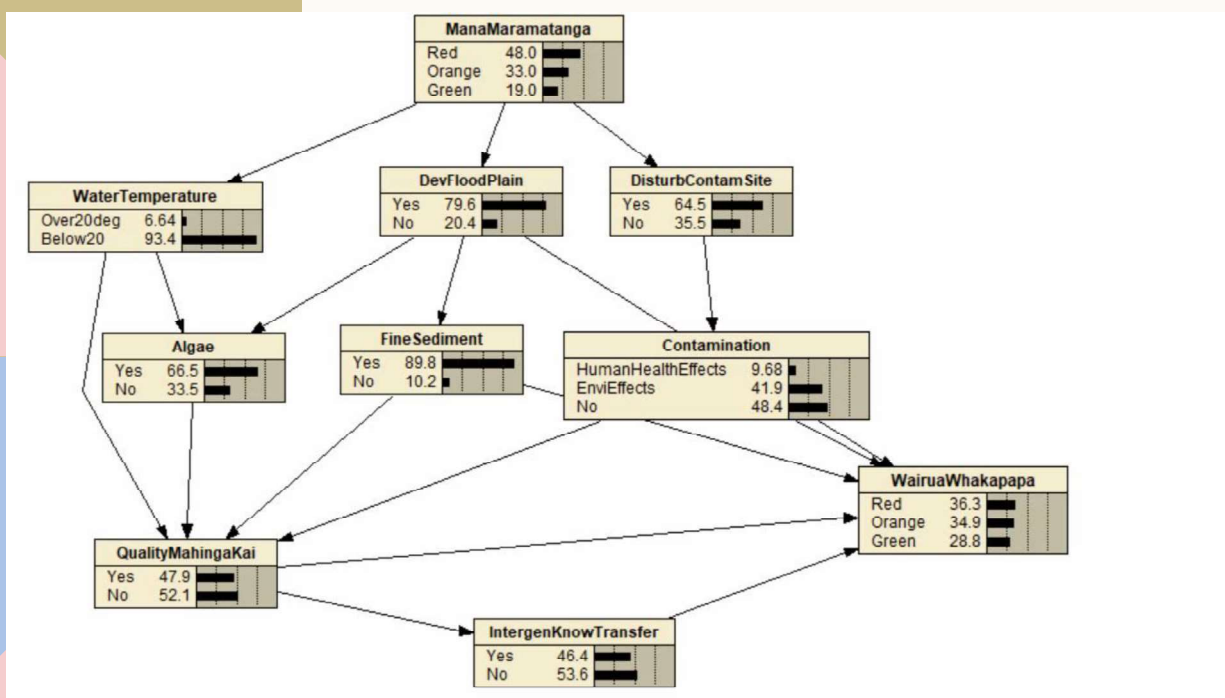 ManaMaramatanga
Red 48.0
Orange 33.0
Green 19.0
WaterTemperature
Over20deg 6.64
Below20 93.4
DevFloodPlain
Yes 79.6
No 20.4
DisturbContamSite
Yes 64.5
No 35.5
Algae
Yes 66.5
No 33.5
FineSediment
Yes 89.8
No 10.2
Contamination
HumanHealthEffects 9.68
EnviEffects 41.9
No 48.4
WairuaWhakapapa
Red 36.3
Orange 34.9
Green 28.8
QualityMahingaKai
Yes 47.9
No 52.1
IntergenKnowTransfer
Yes 46.4
No 53.6